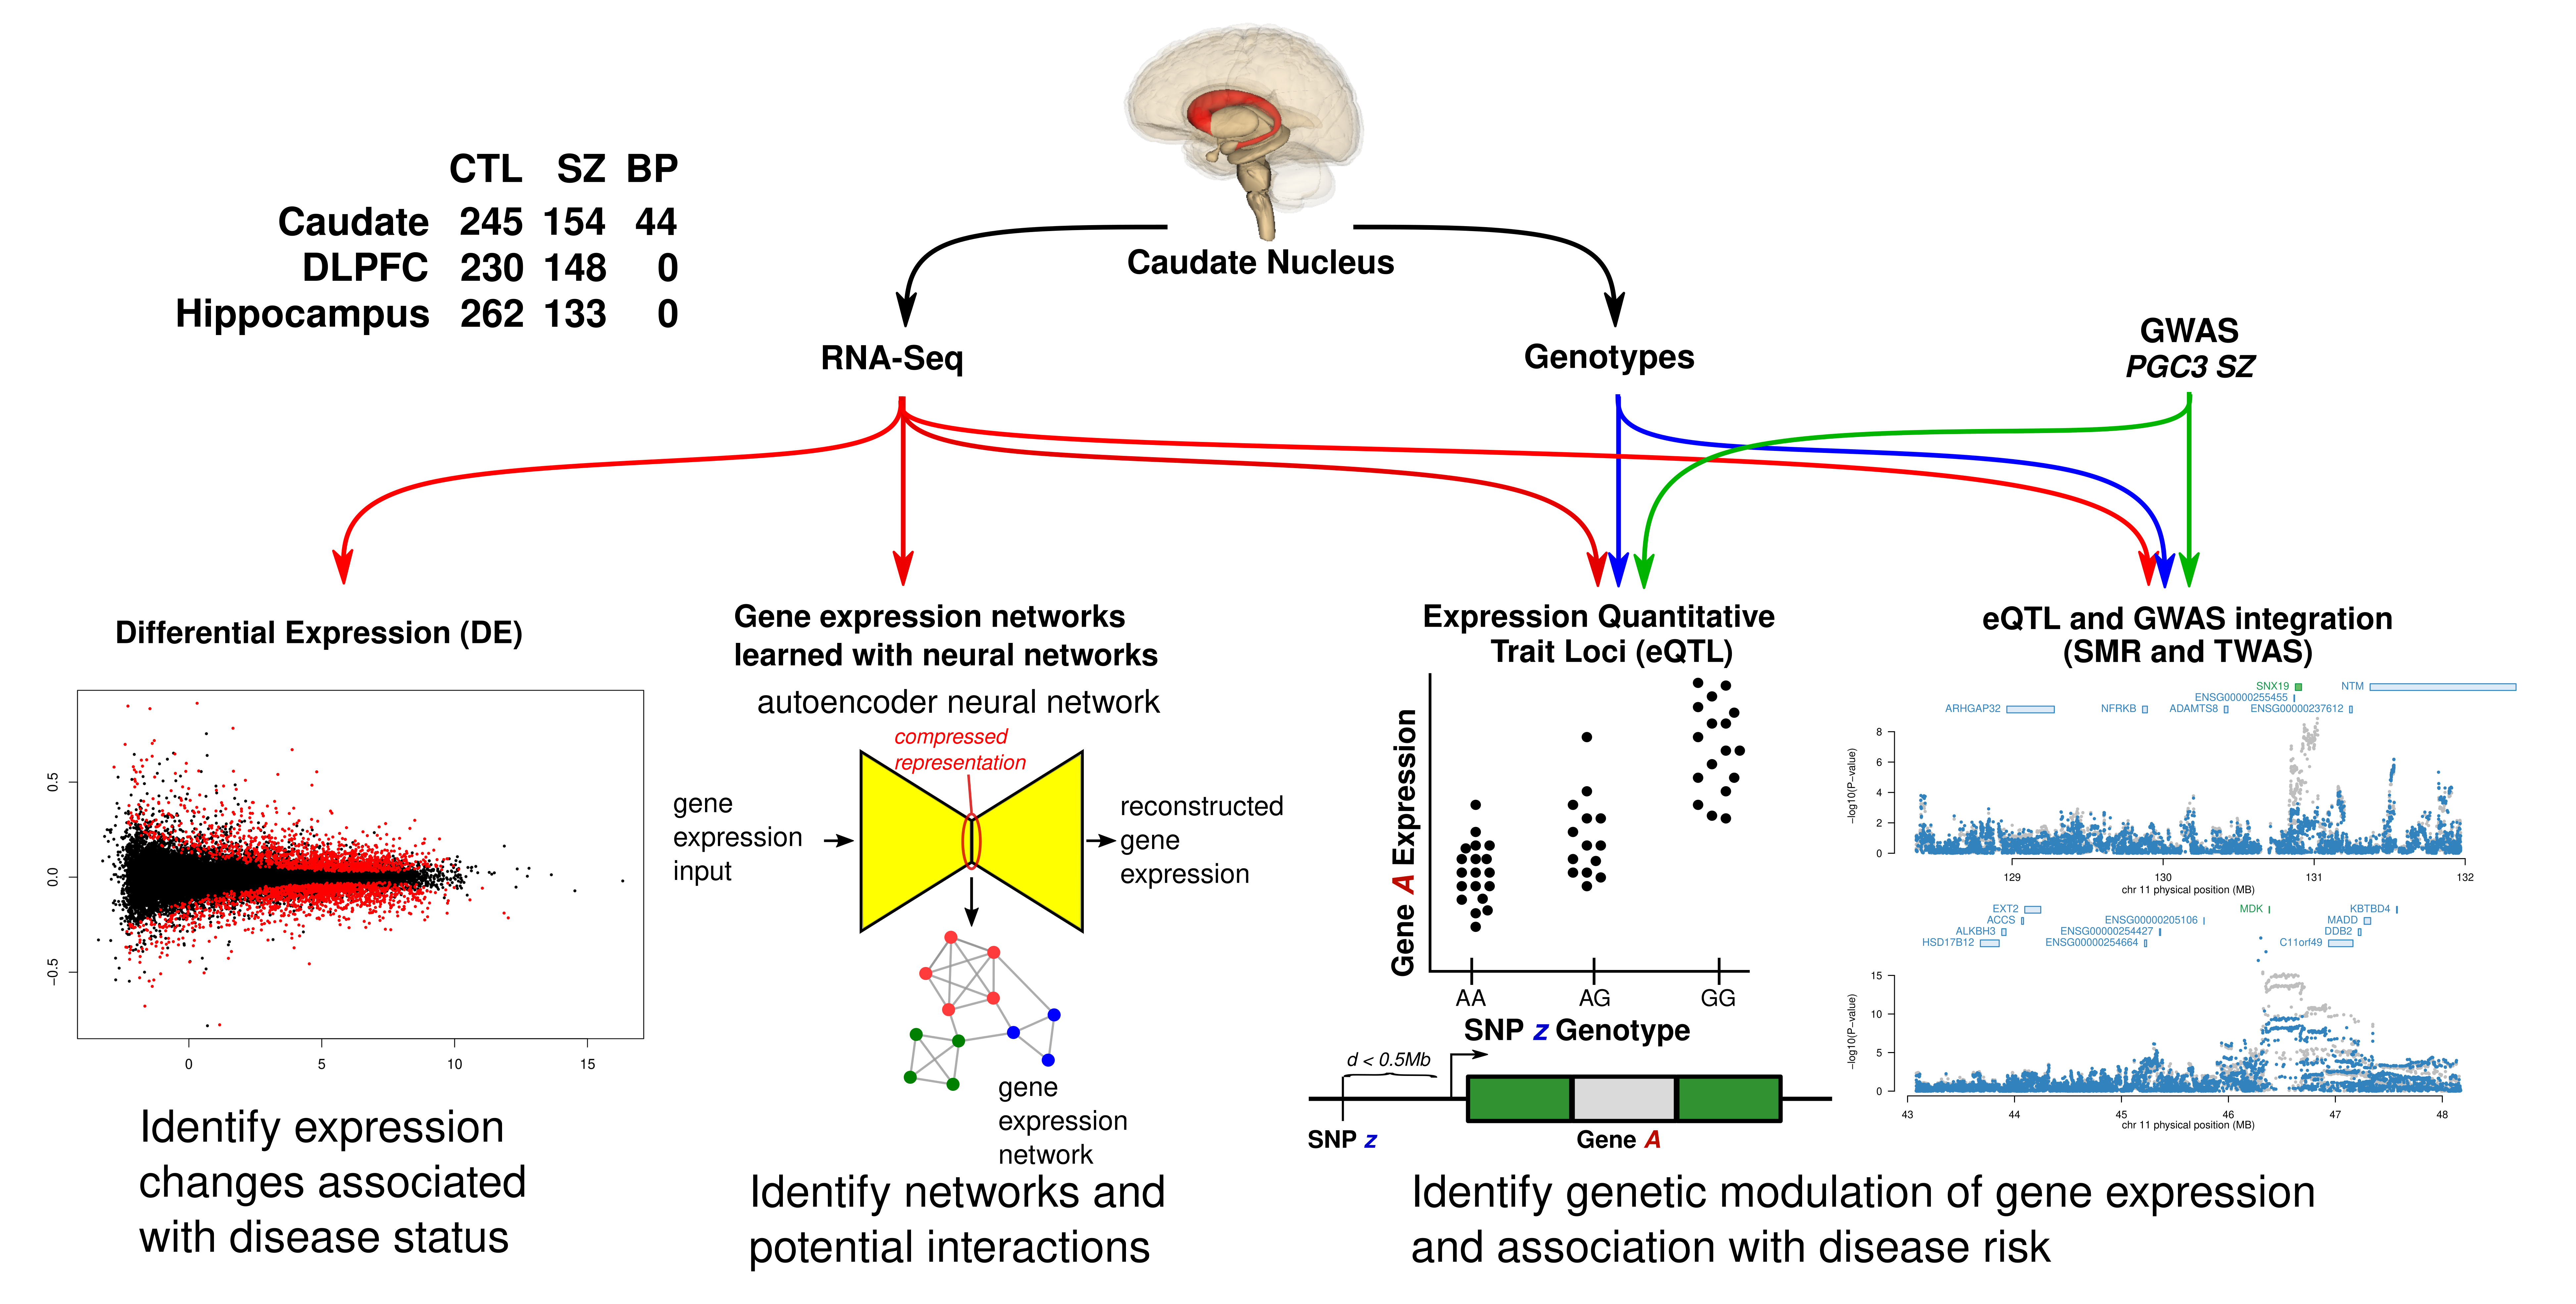 CTL SZ BP
Caudate 245 154 44
DLPFC 230 148 0
Hippocampus 262 133 0
Caudate Nucleus
RNA-Seq
Genotypes
GWAS
PGC3 SZ
Differential Expression (DE)
0.5
0.0
−0.5
0 5 10 15
Identify expression
changes associated
with disease status
Gene expression networks
learned with neural networks
autoencoder neural network
compressed
representation
gene
expression
input
reconstructed
gene
expression
gene
expression
network
Identify networks and
potential interactions
Expression Quantitative
Trait Loci (eQTL)
Gene A Expression
AA AG GG
SNP z Genotype
d < 0.5Mb
SNP z
Gene A
eQTL and GWAS integration
(SMR and TWAS)
SNX19 NTM
ENSG00000255455
ARHGAP32 NFRKB ADAMTS8 ENSG00000237612
−log10(P−value)
8
6
4
2
0
129 130 131 132
chr 11 physical position (MB)
EXT2 MDK KBTBD4
ACCS ENSG00000205106 MADD
ALKBH3 ENSG00000254427 DDB2
HSD17B12 ENSG00000254664 C11orf49
−log10(P−value)
15
10
5
0
43 44 45 46 47 48
chr 11 physical position (MB)
Identify genetic modulation of gene expression
and association with disease risk